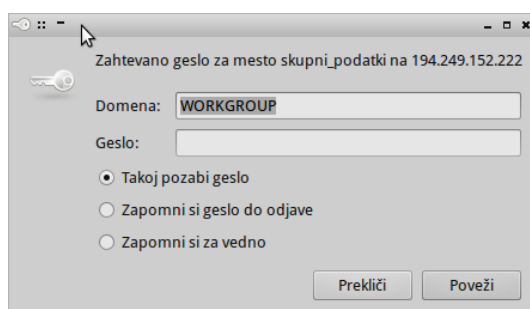 Zahtevano geslo za mesto skupni_podatki na 194.249.152.222
Domena: WORKGROUP
Geslo:
Takoj pozabi geslo
Zapomni si geslo do odjave
Zapomni si za vedno
Prekliči Poveži